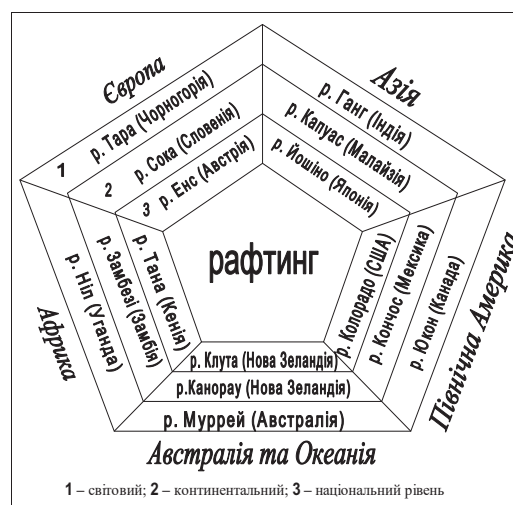 Європа
1 р. Тара (Чорногорія)
2 р. Сока (Словенія)
3 р. Енс (Австрія)
Азія
р. Ганг (Індія)
р. Капуас (Малайзія)
р. Йошіно (Японія)
рафтинг
Африка
р. Ніл (Уганда)
р. Замбезі (Замбія)
р. Тана (Кенія)
р. Колорадо (США)
р. Кончос (Мексика)
р. Юкон (Канада)
Північна Америка
р. Клута (Нова Зеландія)
р.Канорау (Нова Зеландія)
р. Муррей (Австралія)
Австралія та Океанія
1 – світовий; 2 – континентальний; 3 – національний рівень